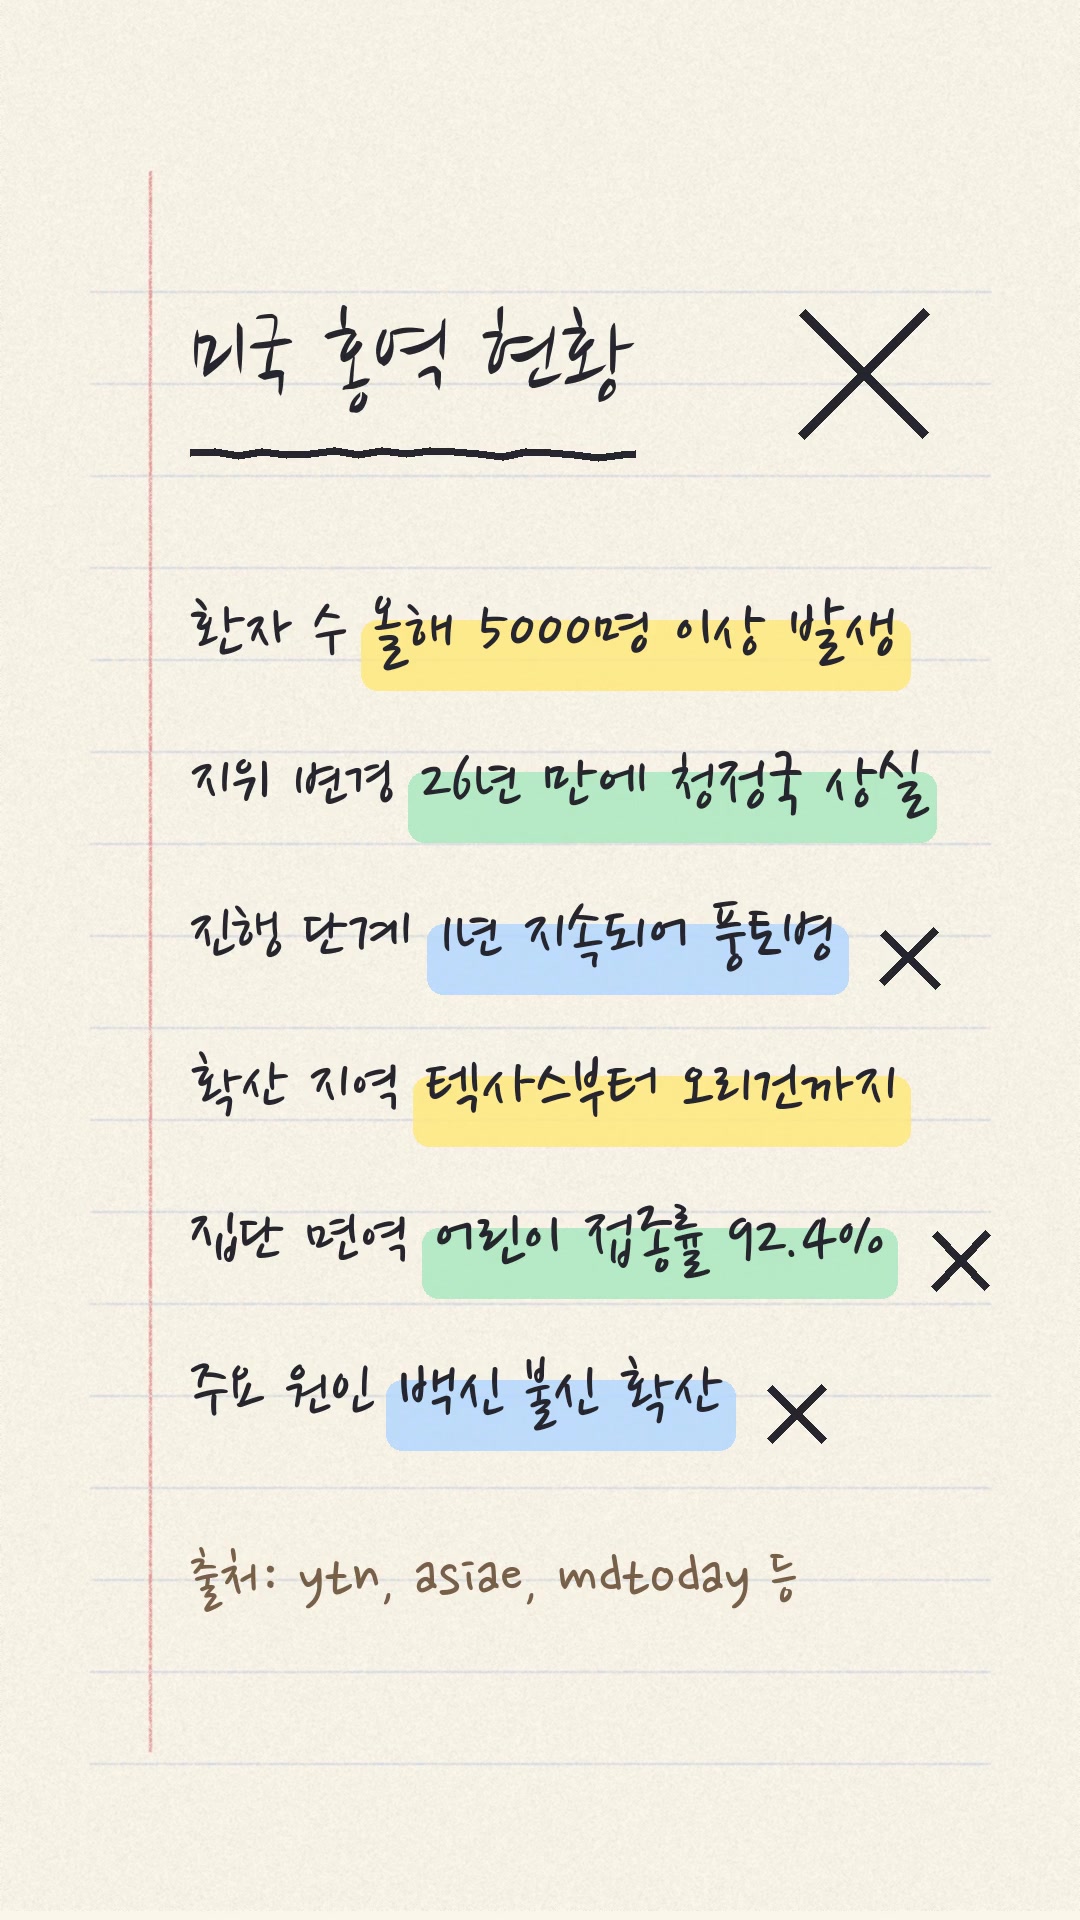 미국 홍역 현황
환자 수 올해 5000명 이상 발생
지위 변경 26년 만에 청정국 상실
진행 단계 1년 지속되어 풍토병
확산 지역 텍사스부터 오리건까지
집단 면역 어린이 접종률 92.4%
주요 원인 백신 불신 확산
출처: ytn, asiae, mdtoday 등